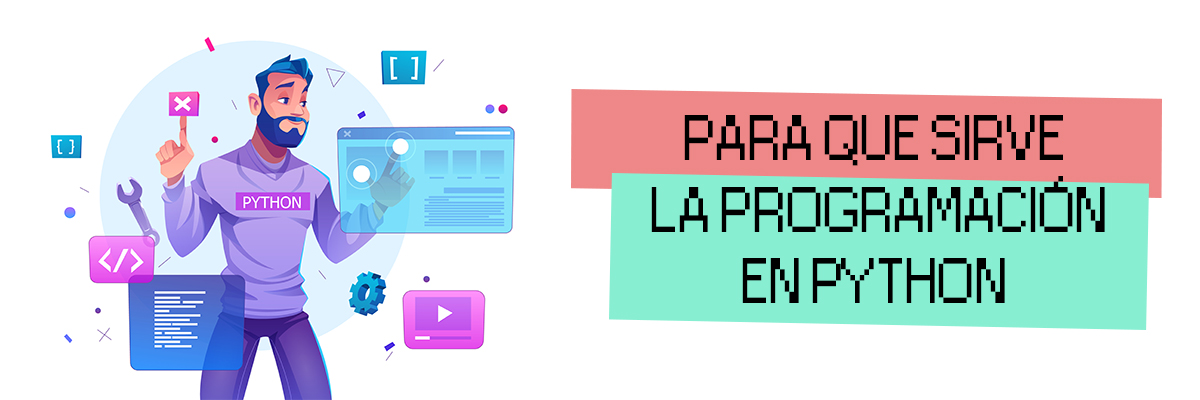 [ ]
{ }
PYTHON
</>
PARA QUE SIRVE
LA PROGRAMACIÓN
EN PYTHON